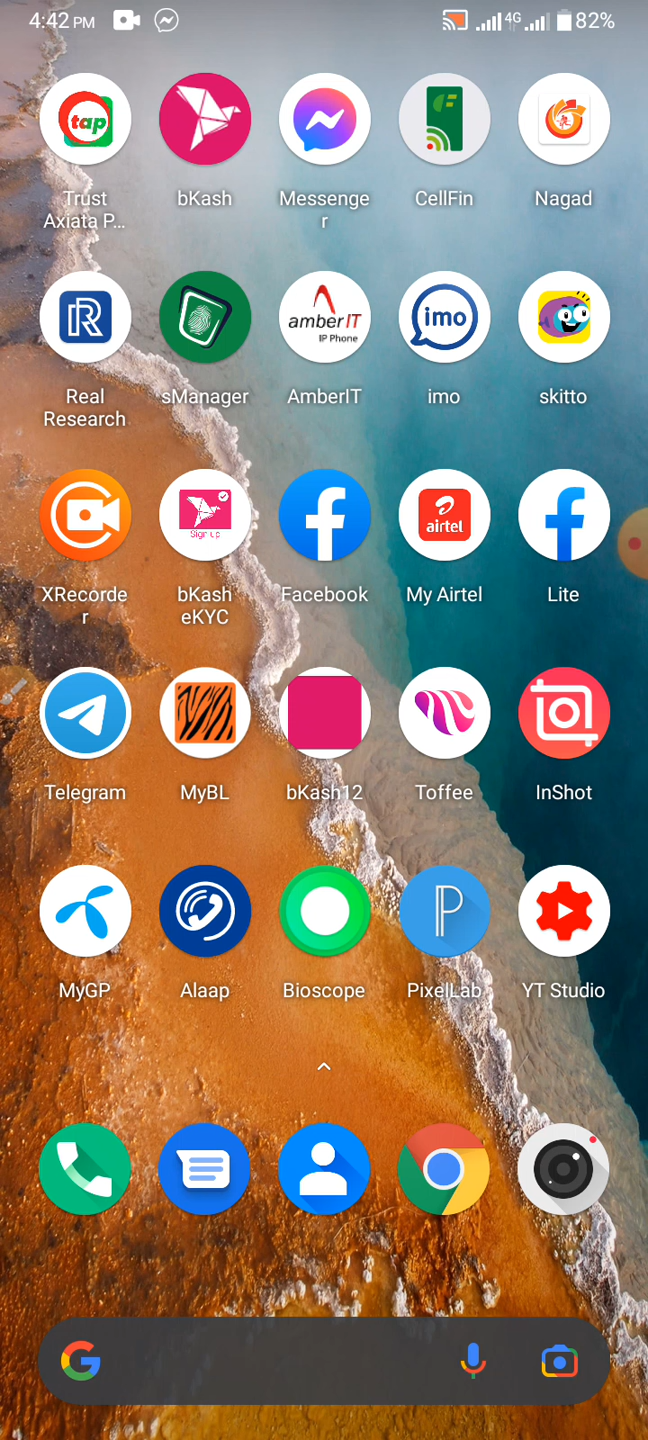 4:42 PM 4G 82%
tap
amberIT
IP Phone
imo
Trust
Axiata P...
bKash
Messenge
r
CellFin
Nagad
Real
Research
sManager
AmberIT
imo
skitto
Sign up
airtel
XRecorde
r
bKash
eKYC
Facebook
My Airtel
Lite
Telegram
MyBL
bKash12
Toffee
InShot
MyGP
Alaap
Bioscope
PixelLab
YT Studio